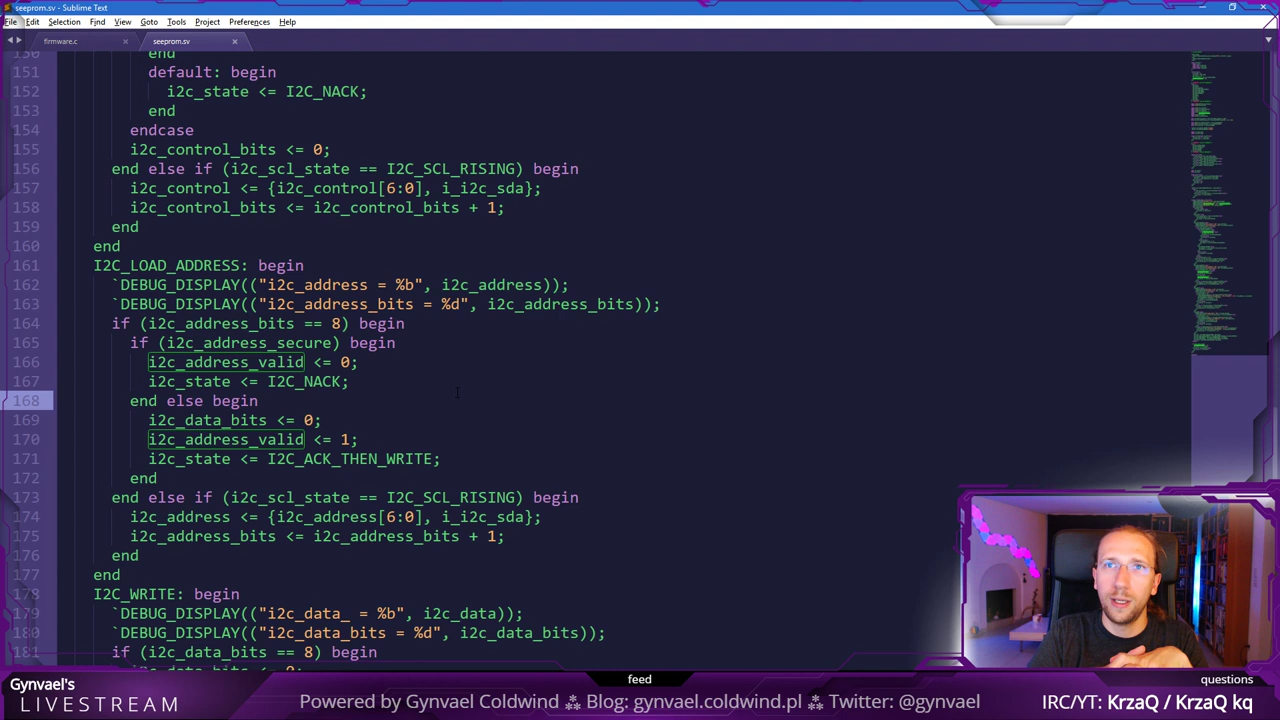 seeprom.sv - Sublime Text
File Edit Selection Find View Goto Tools Project Preferences Help
firmware.c × seeprom.sv ×
150 end
151 default: begin
152 i2c_state <= I2C_NACK;
153 end
154 endcase
155 i2c_control_bits <= 0;
156 end else if (i2c_scl_state == I2C_SCL_RISING) begin
157 i2c_control <= {i2c_control[6:0], i_i2c_sda};
158 i2c_control_bits <= i2c_control_bits + 1;
159 end
160 end
161 I2C_LOAD_ADDRESS: begin
162 `DEBUG_DISPLAY(("i2c_address = %b", i2c_address));
163 `DEBUG_DISPLAY(("i2c_address_bits = %d", i2c_address_bits));
164 if (i2c_address_bits == 8) begin
165 if (i2c_address_secure) begin
166 i2c_address_valid <= 0;
167 i2c_state <= I2C_NACK;
168 end else begin
169 i2c_data_bits <= 0;
170 i2c_address_valid <= 1;
171 i2c_state <= I2C_ACK_THEN_WRITE;
172 end
173 end else if (i2c_scl_state == I2C_SCL_RISING) begin
174 i2c_address <= {i2c_address[6:0], i_i2c_sda};
175 i2c_address_bits <= i2c_address_bits + 1;
176 end
177 end
178 I2C_WRITE: begin
179 `DEBUG_DISPLAY(("i2c_data_ = %b", i2c_data));
180 `DEBUG_DISPLAY(("i2c_data_bits = %d", i2c_data_bits));
181 if (i2c_data_bits == 8) begin
i2c_data_bits <= 0;
Gynvael's
LIVESTREAM
feed
questions
Powered by Gynvael Coldwind ⁂ Blog: gynvael.coldwind.pl ⁂ Twitter: @gynvael
IRC/YT: KrzaQ / KrzaQ kq